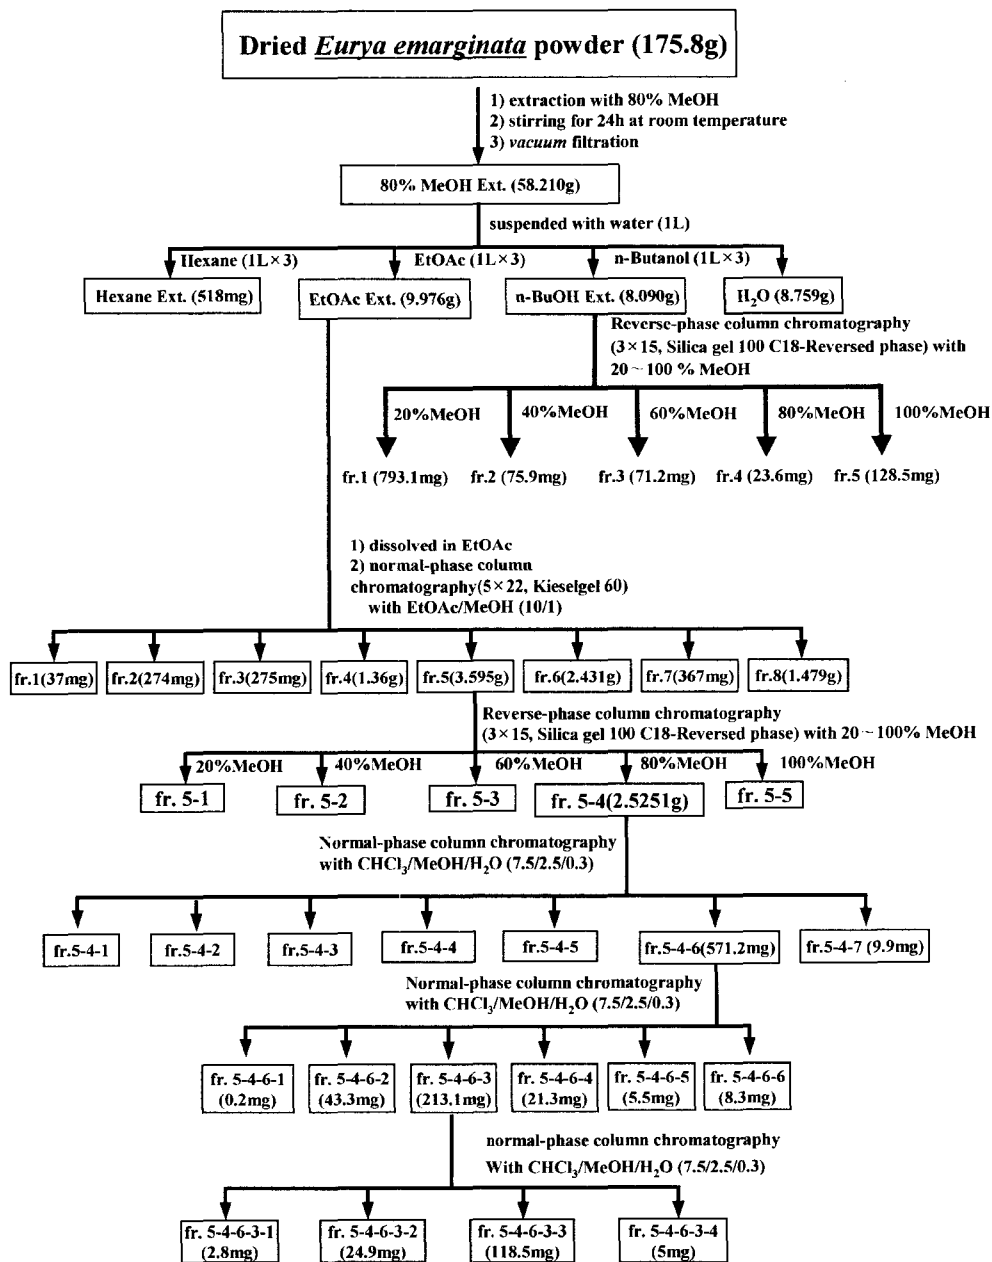 Dried Eurya emarginata powder (175.8g)
1) extraction with 80% MeOH
2) stirring for 24h at room temperature
3) vacuum filtration
80% MeOH Ext. (58.210g)
suspended with water (1L)
Hexane (1L×3)
EtOAc (1L×3)
n-Butanol (1L×3)
Hexane Ext. (518mg)
EtOAc Ext. (9.976g)
n-BuOH Ext. (8.090g)
H₂O (8.759g)
Reverse-phase column chromatography
(3×15, Silica gel 100 C18-Reversed phase) with
20~100 % MeOH
20%MeOH
40%MeOH
60%MeOH
80%MeOH
100%MeOH
fr.1 (793.1mg)
fr.2 (75.9mg)
fr.3 (71.2mg)
fr.4 (23.6mg)
fr.5 (128.5mg)
1) dissolved in EtOAc
2) normal-phase column
chromatography(5×22, Kieselgel 60)
with EtOAc/MeOH (10/1)
fr.1(37mg)
fr.2(274mg)
fr.3(275mg)
fr.4(1.36g)
fr.5(3.595g)
fr.6(2.431g)
fr.7(367mg)
fr.8(1.479g)
Reverse-phase column chromatography
(3×15, Silica gel 100 C18-Reversed phase) with 20~100% MeOH
20%MeOH
40%MeOH
60%MeOH
80%MeOH
100%MeOH
fr. 5-1
fr. 5-2
fr. 5-3
fr. 5-4(2.5251g)
fr. 5-5
Normal-phase column chromatography
with CHCl₃/MeOH/H₂O (7.5/2.5/0.3)
fr.5-4-1
fr.5-4-2
fr.5-4-3
fr.5-4-4
fr.5-4-5
fr.5-4-6(571.2mg)
fr.5-4-7 (9.9mg)
Normal-phase column chromatography
with CHCl₃/MeOH/H₂O (7.5/2.5/0.3)
fr. 5-4-6-1
(0.2mg)
fr. 5-4-6-2
(43.3mg)
fr. 5-4-6-3
(213.1mg)
fr. 5-4-6-4
(21.3mg)
fr. 5-4-6-5
(5.5mg)
fr. 5-4-6-6
(8.3mg)
normal-phase column chromatography
With CHCl₃/MeOH/H₂O (7.5/2.5/0.3)
fr. 5-4-6-3-1
(2.8mg)
fr. 5-4-6-3-2
(24.9mg)
fr. 5-4-6-3-3
(118.5mg)
fr. 5-4-6-3-4
(5mg)